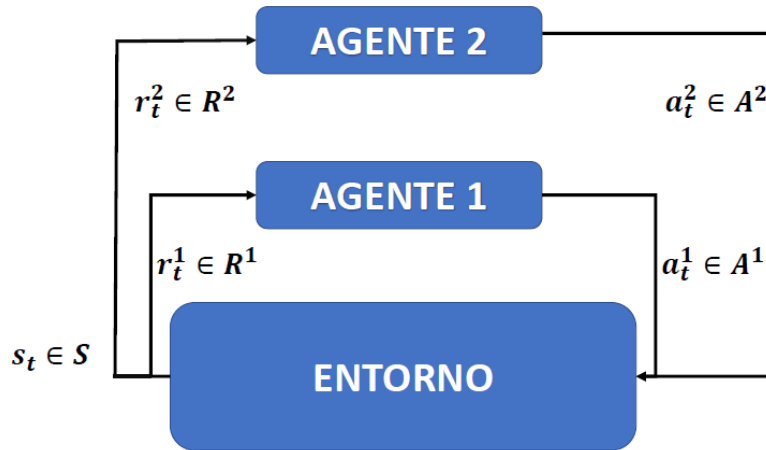 AGENTE 2
r_t^2 ∈ R^2
a_t^2 ∈ A^2
AGENTE 1
r_t^1 ∈ R^1
a_t^1 ∈ A^1
s_t ∈ S
ENTORNO